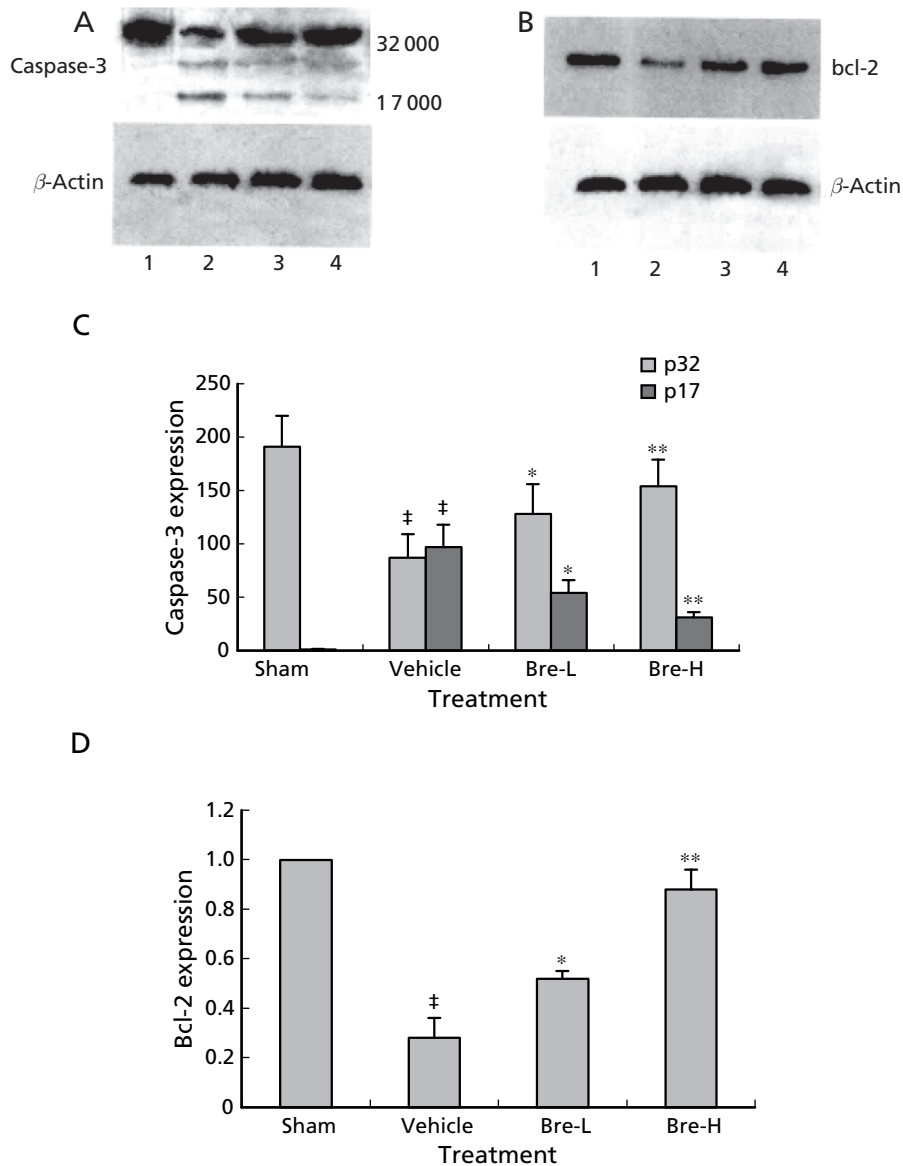 A
Caspase-3
32 000
17 000
β-Actin
1 2 3 4
B
bcl-2
β-Actin
1 2 3 4
C
p32
p17
Caspase-3 expression
250
200
150
100
50
0
‡ ‡
* *
** **
Sham Vehicle Bre-L Bre-H
Treatment
D
Bcl-2 expression
1.2
1.0
0.8
0.6
0.4
0.2
0
‡
*
**
Sham Vehicle Bre-L Bre-H
Treatment